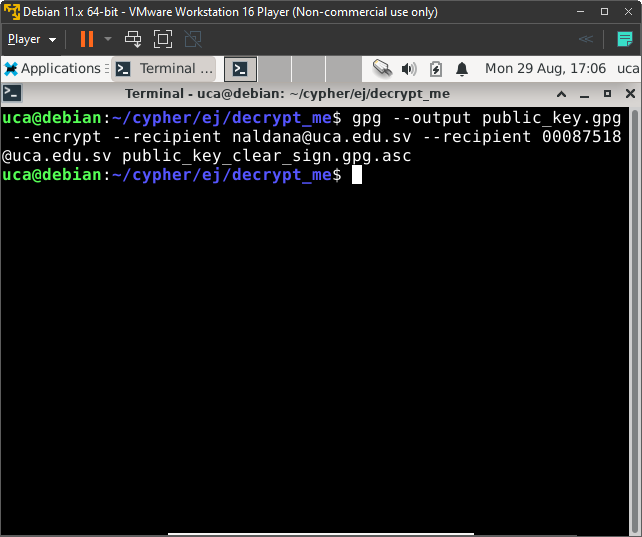 Debian 11.x 64-bit - VMware Workstation 16 Player (Non-commercial use only)
Player
Applications
Terminal ...
Mon 29 Aug, 17:06
uca
Terminal - uca@debian: ~/cypher/ej/decrypt_me
uca@debian:~/cypher/ej/decrypt_me$ gpg --output public_key.gpg
--encrypt --recipient naldana@uca.edu.sv --recipient 00087518
@uca.edu.sv public_key_clear_sign.gpg.asc
uca@debian:~/cypher/ej/decrypt_me$